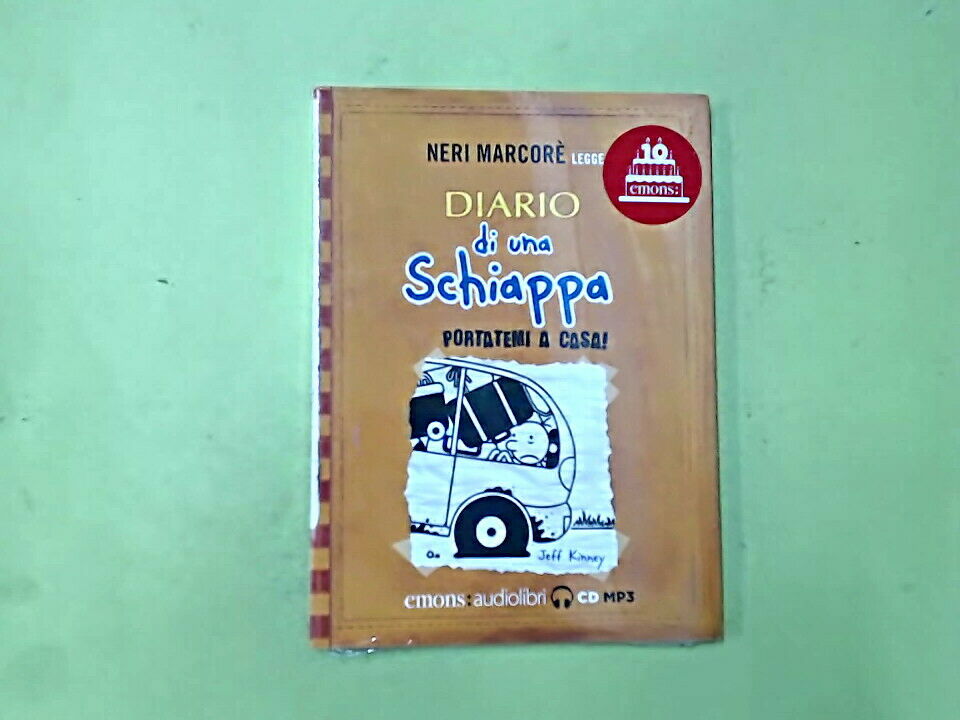 NERI MARCORÈ LEGGE
10
emons:
DIARIO
di una
Schiappa
PORTATEMI A CASA!
Jeff Kinney
emons:audiolibri CD MP3